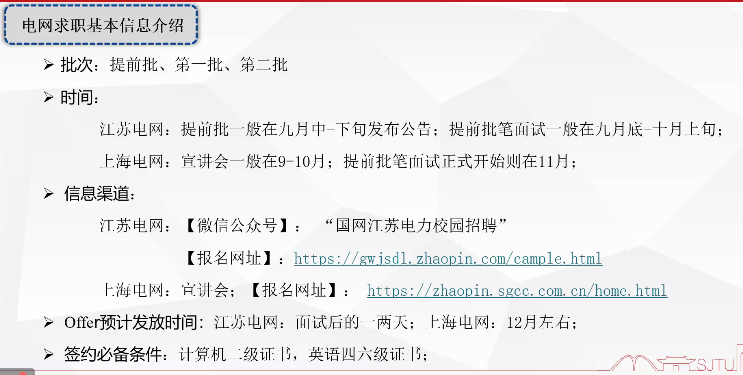 电网求职基本信息介绍
➢ 批次：提前批、第一批、第二批
➢ 时间：
江苏电网：提前批一般在九月中-下旬发布公告；提前批笔面试一般在九月底-十月上旬；
上海电网：宣讲会一般在9-10月；提前批笔面试正式开始则在11月；
➢ 信息渠道：
江苏电网：【微信公众号】： “国网江苏电力校园招聘”
【报名网址】：https://gwjsdl.zhaopin.com/cample.html
上海电网：宣讲会；【报名网址】： https://zhaopin.sgcc.com.cn/home.html
➢ Offer预计发放时间：江苏电网：面试后的一两天；上海电网：12月左右；
➢ 签约必备条件：计算机二级证书，英语四六级证书；
SJTU